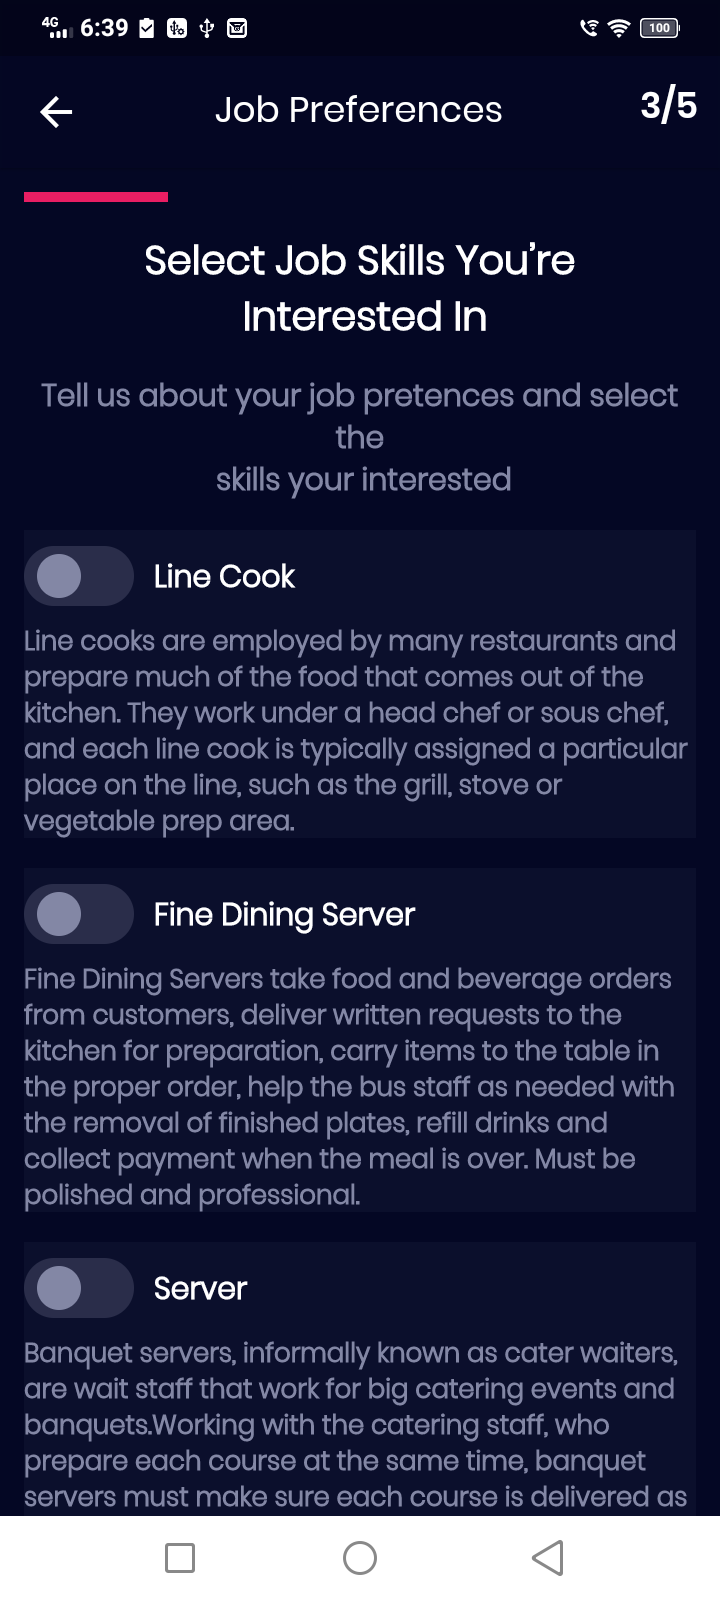 4G 6:39 100
Job Preferences 3/5
Select Job Skills You’re
Interested In
Tell us about your job pretences and select
the
skills your interested
Line Cook
Line cooks are employed by many restaurants and
prepare much of the food that comes out of the
kitchen. They work under a head chef or sous chef,
and each line cook is typically assigned a particular
place on the line, such as the grill, stove or
vegetable prep area.
Fine Dining Server
Fine Dining Servers take food and beverage orders
from customers, deliver written requests to the
kitchen for preparation, carry items to the table in
the proper order, help the bus staff as needed with
the removal of finished plates, refill drinks and
collect payment when the meal is over. Must be
polished and professional.
Server
Banquet servers, informally known as cater waiters,
are wait staff that work for big catering events and
banquets.Working with the catering staff, who
prepare each course at the same time, banquet
servers must make sure each course is delivered as